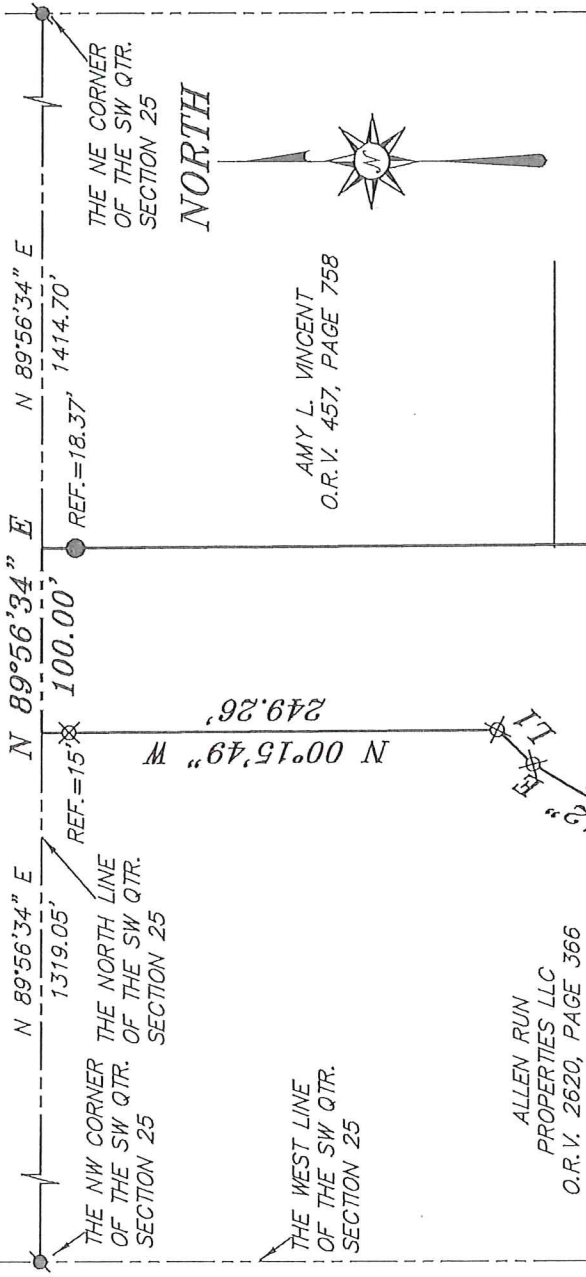 N 89°56'34" E
1319.05'
N 89°56'34" E
100.00'
N 89°56'34" E
1414.70'
REF.=15'
REF.=18.37'
THE NW CORNER
OF THE SW QTR.
SECTION 25
THE NORTH LINE
OF THE SW QTR.
SECTION 25
THE NE CORNER
OF THE SW QTR.
SECTION 25
NORTH
N
N 00°15'49" W
249.26'
AMY L. VINCENT
O.R.V. 457, PAGE 758
THE WEST LINE
OF THE SW QTR.
SECTION 25
L1
E
ALLEN RUN
PROPERTIES LLC
O.R.V. 2620, PAGE 366